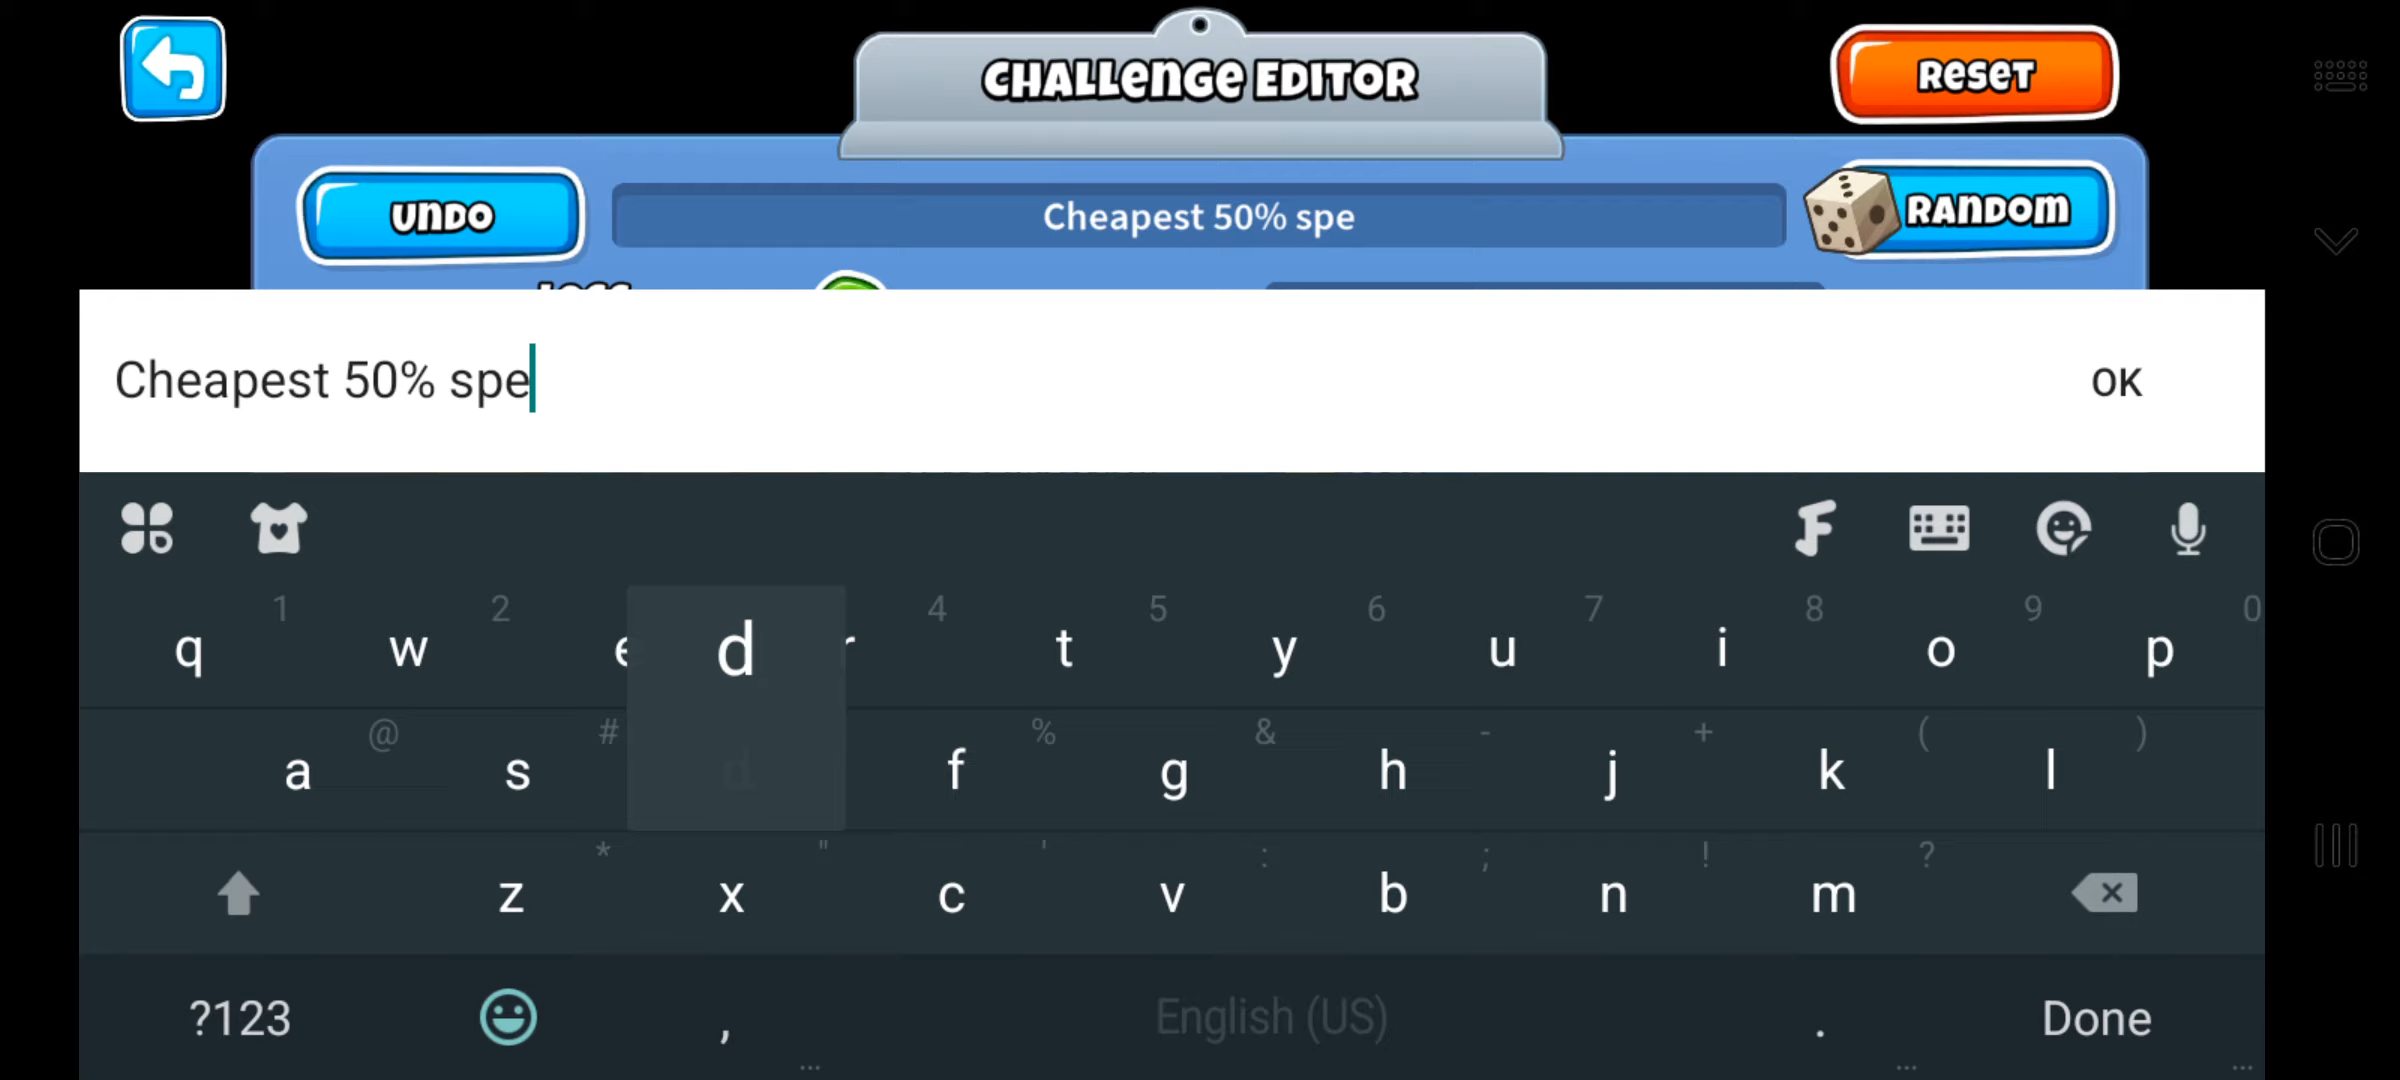 CHALLENGE EDITOR
RESET
UNDO
Cheapest 50% spe
RANDOM
Cheapest 50% spe
OK
1 2 4 5 6 7 8 9 0
q w e d r t y u i o p
@ # % & - + ( )
a s d f g h j k l
* " ' : ; ! ?
z x c v b n m
?123 , English (US) . Done